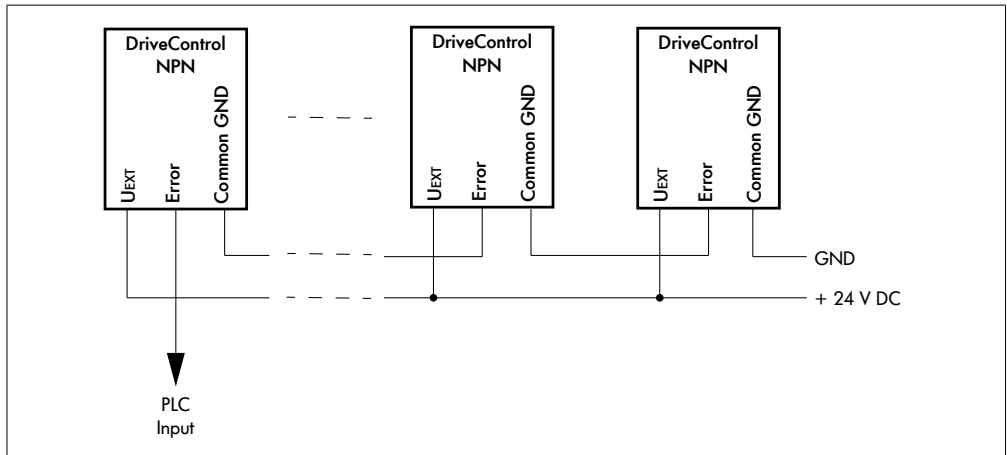 DriveControl
NPN
UEXT
Error
Common GND
DriveControl
NPN
UEXT
Error
Common GND
DriveControl
NPN
UEXT
Error
Common GND
GND
+ 24 V DC
PLC
Input